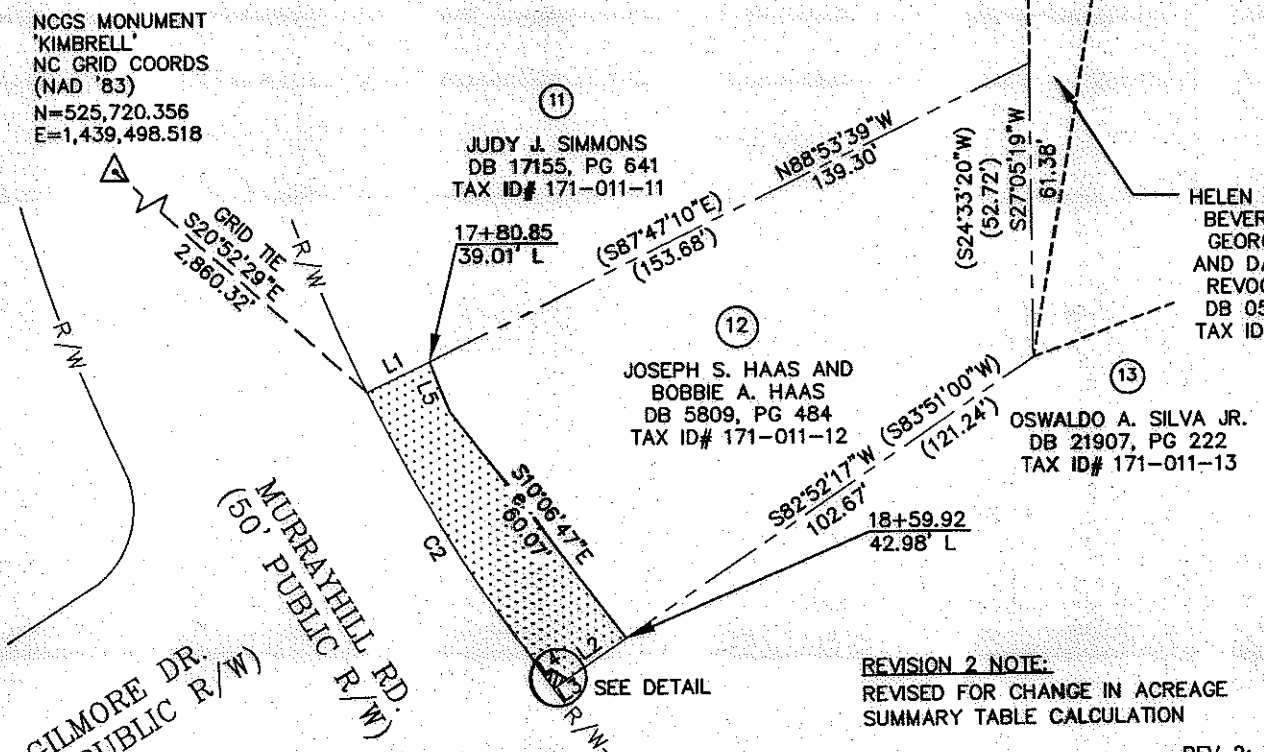 NCGS MONUMENT
'KIMBRELL'
NC GRID COORDS
(NAD '83)
N=525,720.356
E=1,439,498.518
11
JUDY J. SIMMONS
DB 17155, PG 641
TAX ID# 171-011-11
N88°53'39"W
139.30'
(S87°47'10"E)
(153.68')
(S24°33'20"W)
(52.72')
S27°05'19"W
61.38'
HELEN
BEVER
GEORG
AND DA
REVOC
DB 05
TAX ID
GRID TIE
S20°52'29"E
2,860.32'
R/W
R/W
17+80.85
39.01' L
L1
L5
12
JOSEPH S. HAAS AND
BOBBIE A. HAAS
DB 5809, PG 484
TAX ID# 171-011-12
13
OSWALDO A. SILVA JR.
DB 21907, PG 222
TAX ID# 171-011-13
(S83°51'00"W)
(121.24')
S82°52'17"W
102.67'
18+59.92
42.98' L
S10°06'47"E
60.07'
C2
MURRAYHILL RD.
(50' PUBLIC R/W)
L2
SEE DETAIL
R/W
GILMORE DR.
PUBLIC R/W)
REVISION 2 NOTE:
REVISED FOR CHANGE IN ACREAGE
SUMMARY TABLE CALCULATION